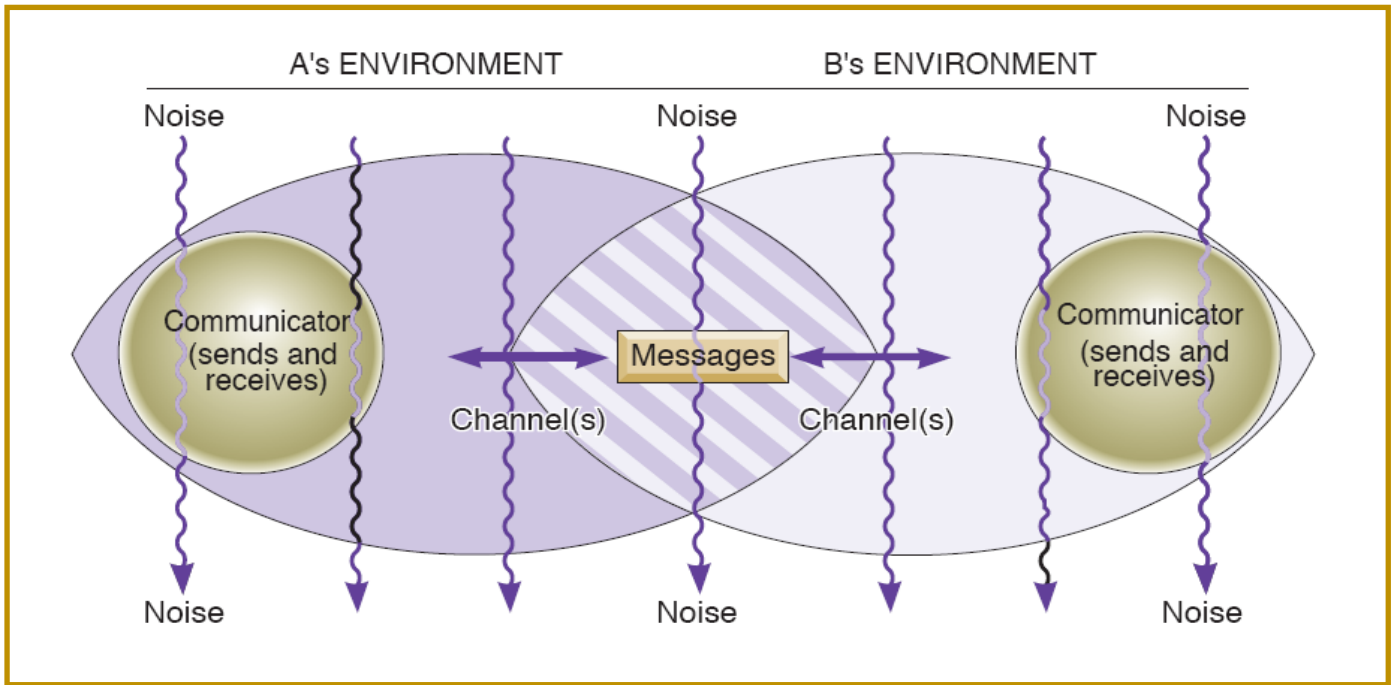 A's ENVIRONMENT
B's ENVIRONMENT
Noise
Noise
Noise
Communicator
(sends and
receives)
Messages
Communicator
(sends and
receives)
Channel(s)
Channel(s)
Noise
Noise
Noise